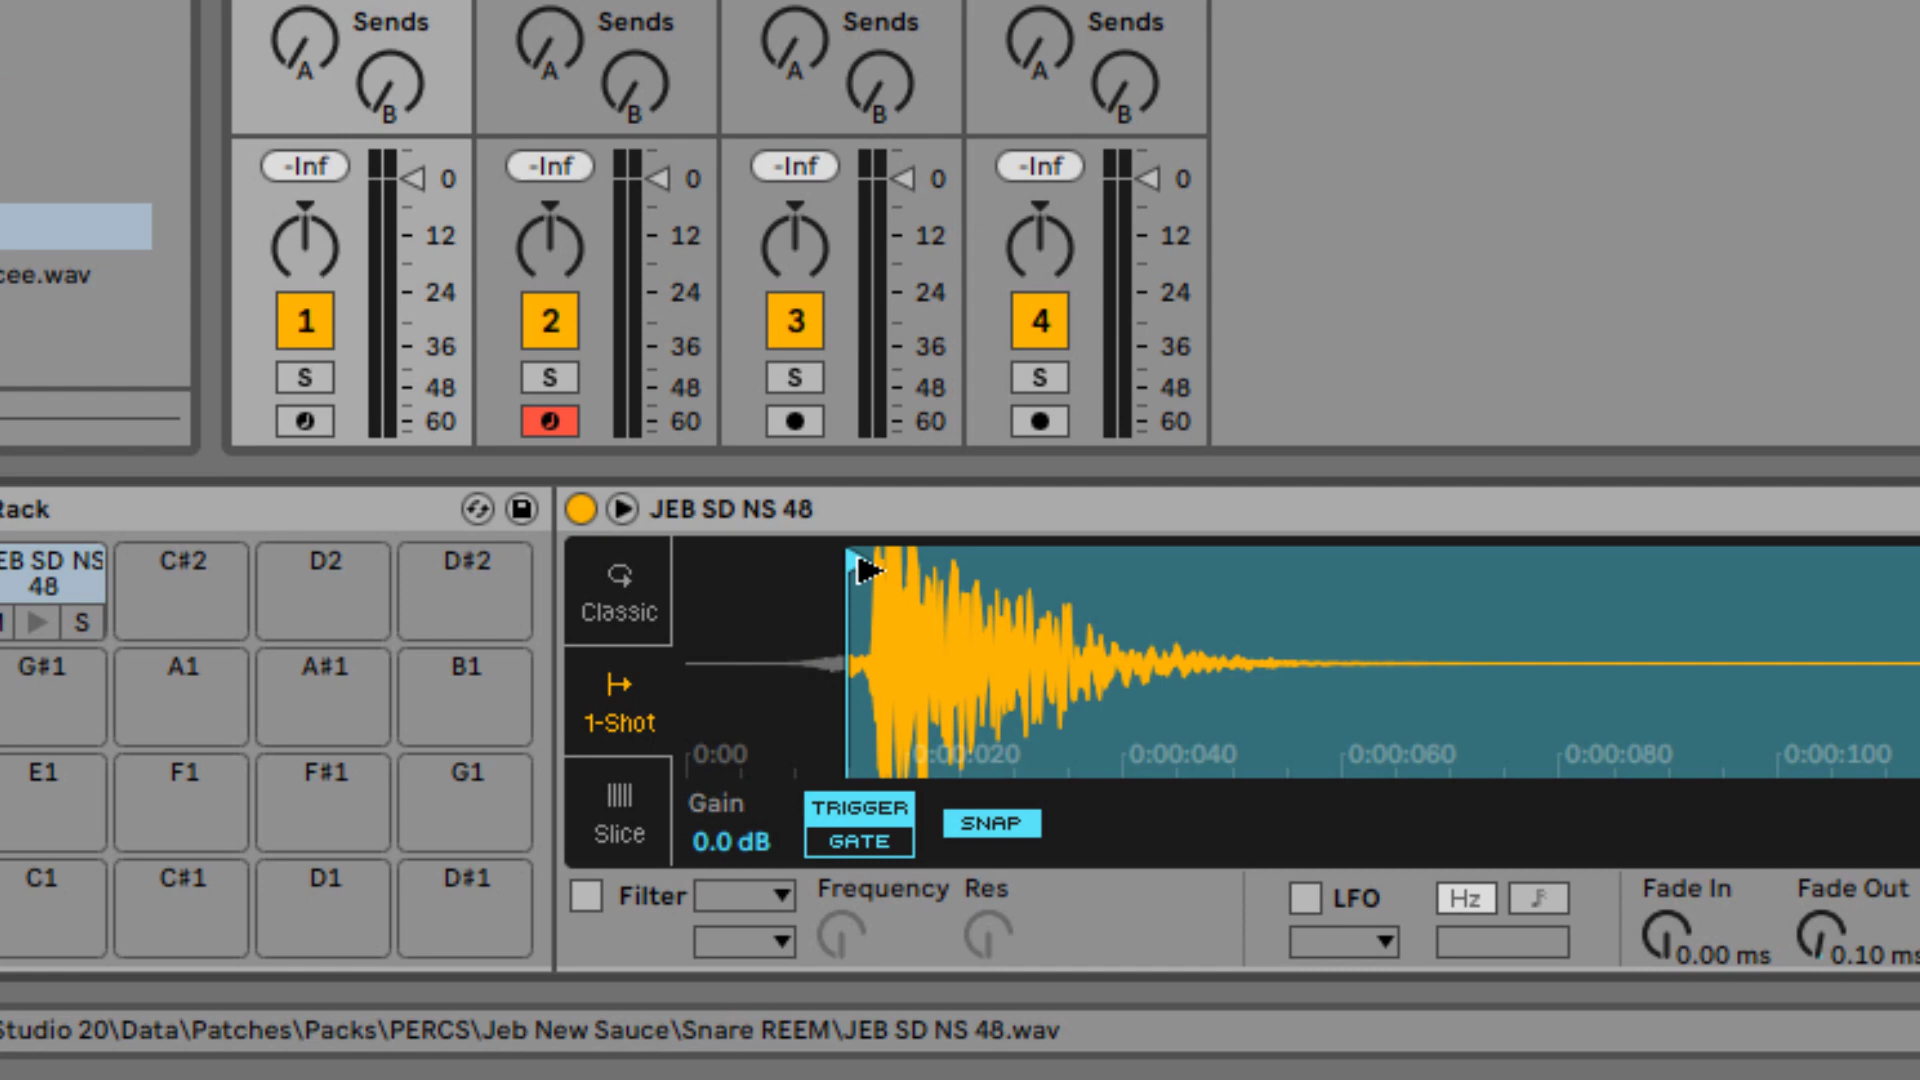 Sends Sends Sends Sends
A A A A
B B B B
-Inf -Inf -Inf -Inf
0 0 0 0
12 12 12 12
cee.wav
24 24 24 24
1 2 3 4
36 36 36 36
S S S S
48 48 48 48
60 60 60 60
Rack
JEB SD NS 48
EB SD NS
48
C#2 D2 D#2
S
G#1 A1 A#1 B1
E1 F1 F#1 G1
C1 C#1 D1 D#1
Classic
1-Shot
Slice
0:00 0:00:020 0:00:040 0:00:060 0:00:080 0:00:100
Gain
0.0 dB
TRIGGER
GATE
SNAP
Filter
Frequency Res
LFO
Hz
Fade In Fade Out
0.00 ms 0.10 ms
Studio 20\Data\Patches\Packs\PERCS\Jeb New Sauce\Snare REEM\JEB SD NS 48.wav